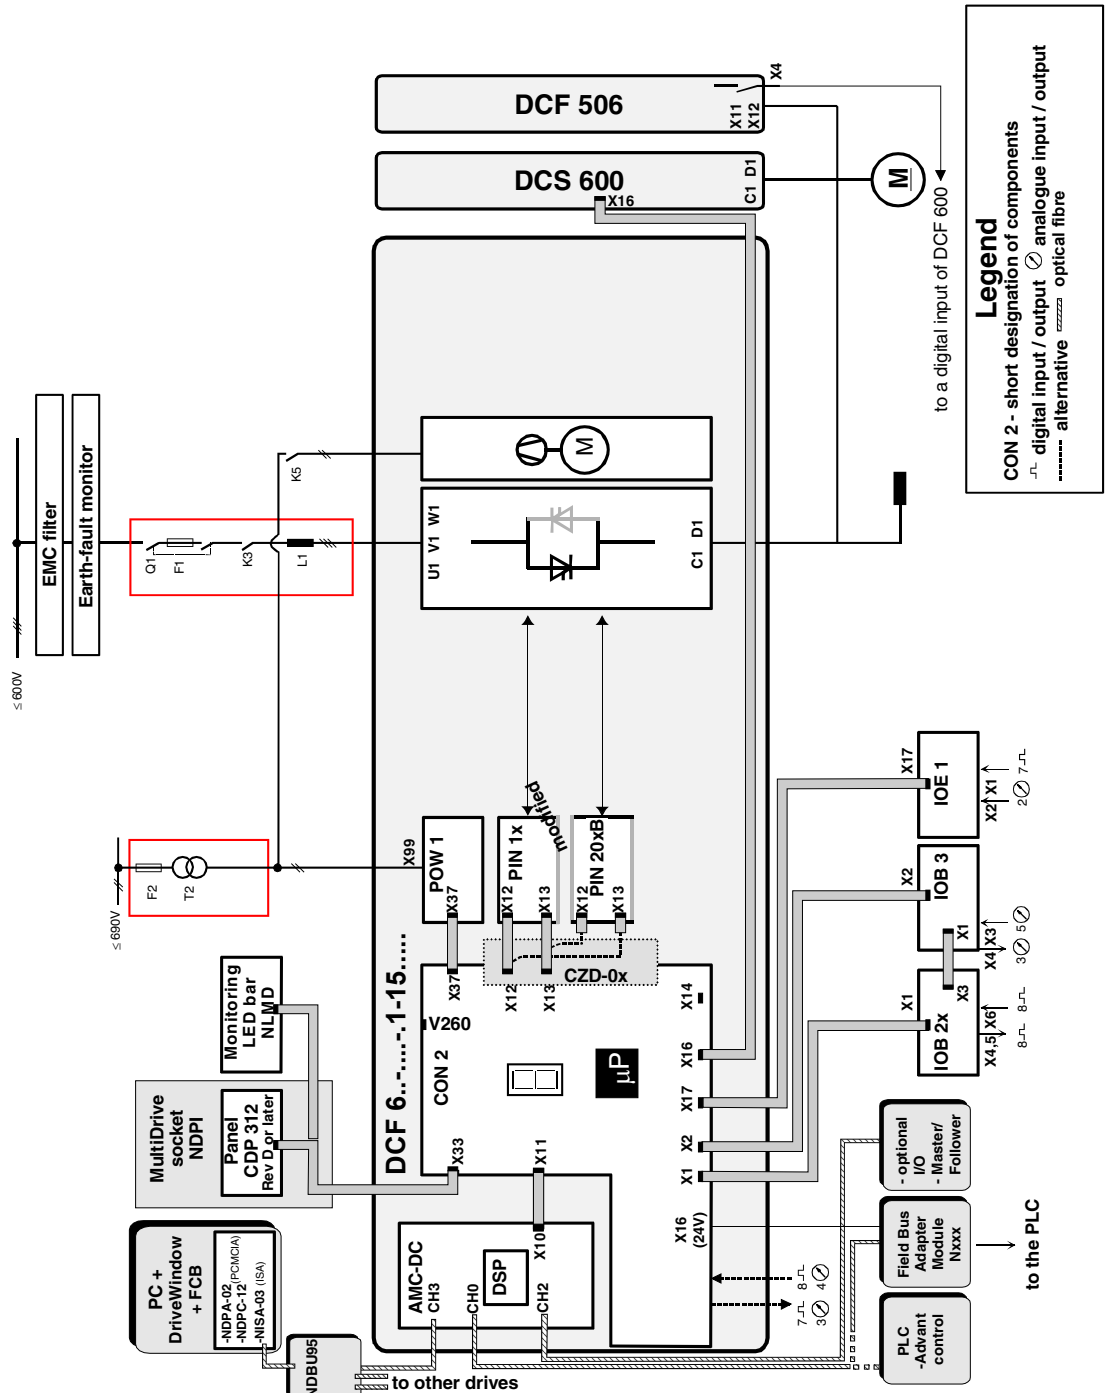 DCF 506
X11
X12
X4
DCS 600
X16
C1 D1
M
to a digital input of DCF 600
Legend
CON 2 - short designation of components
digital input / output
analogue input / output
alternative
optical fibre
≤ 600V
EMC filter
Earth-fault monitor
Q1
F1
K3
L1
K5
M
U1 V1 W1
C1 D1
≤ 690V
F2
T2
X99
POW 1
X37
PIN 1x
X12
X13
modified
PIN 20xB
X12
X13
CZD-0x
X37
X12
X13
DCF 6..-....-.1-15.....
V260
CON 2
µP
X14
X16
X17
X2
X1
X16
(24V)
X33
X11
X10
AMC-DC
DSP
CH3
CH0
CH2
Monitoring
LED bar
NLMD
MultiDrive
socket
NDPI
Panel
CDP 312
Rev D or later
PC +
DriveWindow
+ FCB
-NDPA-02 (PCMCIA)
-NDPC-12
-NISA-03 (ISA)
NDBU95
to other drives
IOE 1
X17
X2 X1
2
7
IOB 3
X2
X1
X4 X3
3
5
IOB 2x
X1
X3
X4,5 X6
8
8
7
3
8
4
- optional
I/O
- Master/
Follower
Field Bus
Adapter
Module
Nxxx
to the PLC
PLC
-Advant
control